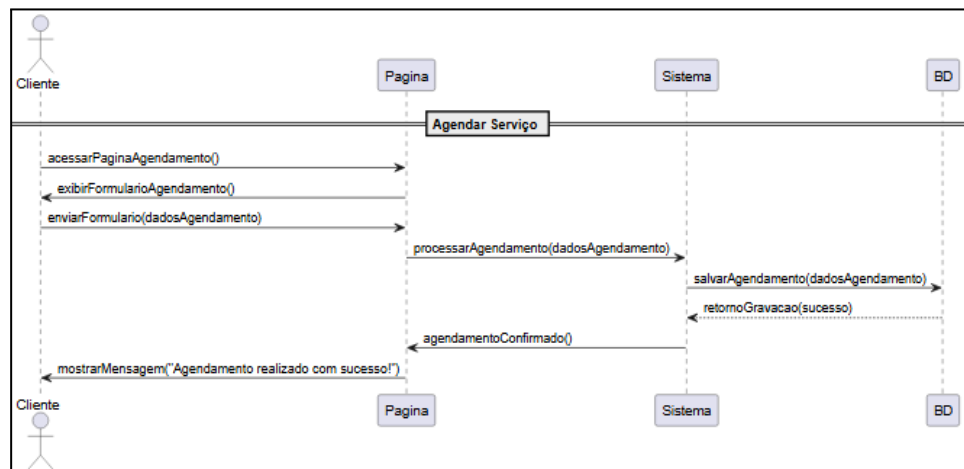 Cliente
Pagina
Sistema
BD
Agendar Serviço
acessarPaginaAgendamento()
exibirFormularioAgendamento()
enviarFormulario(dadosAgendamento)
processarAgendamento(dadosAgendamento)
salvarAgendamento(dadosAgendamento)
retornoGravacao(sucesso)
agendamentoConfirmado()
mostrarMensagem("Agendamento realizado com sucesso!")
Cliente
Pagina
Sistema
BD